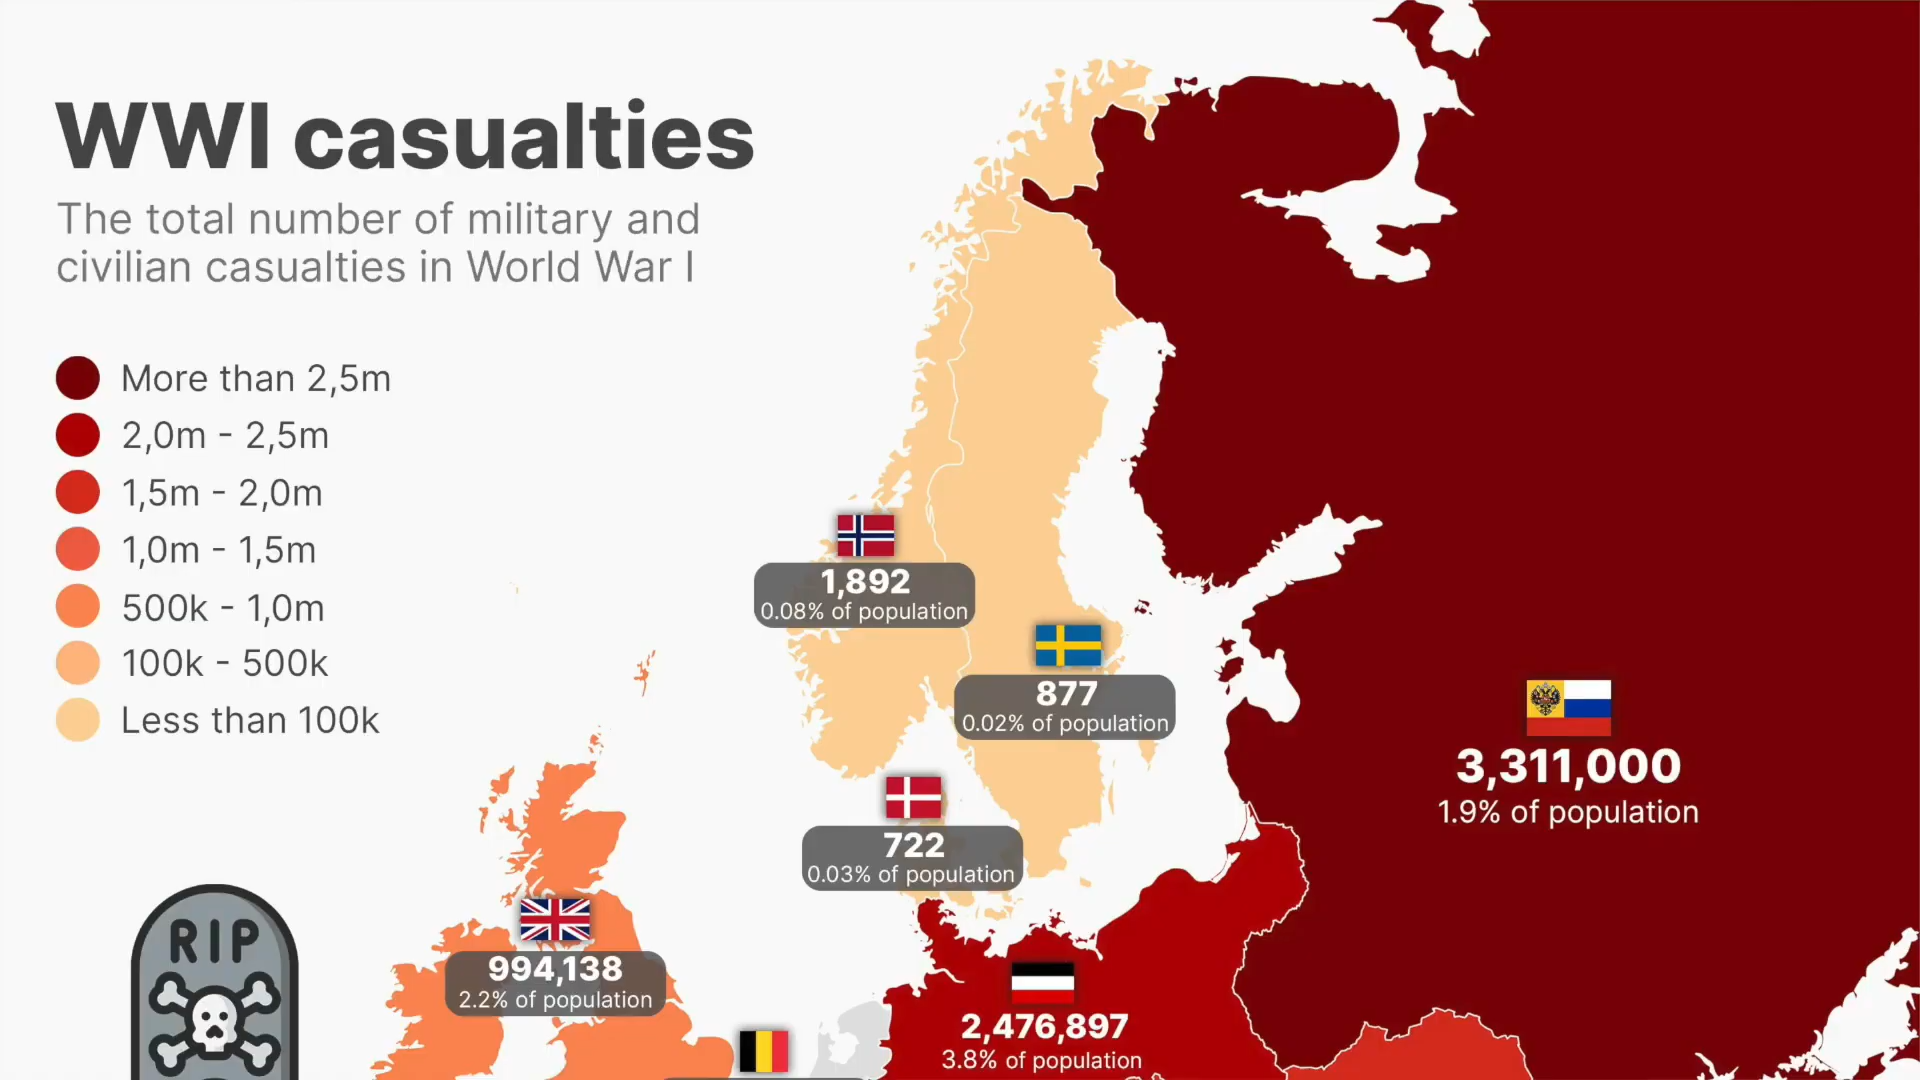 WWI casualties
The total number of military and
civilian casualties in World War I
More than 2,5m
2,0m - 2,5m
1,5m - 2,0m
1,0m - 1,5m
500k - 1,0m
100k - 500k
Less than 100k
1,892
0.08% of population
877
0.02% of population
3,311,000
1.9% of population
722
0.03% of population
RIP
994,138
2.2% of population
2,476,897
3.8% of population